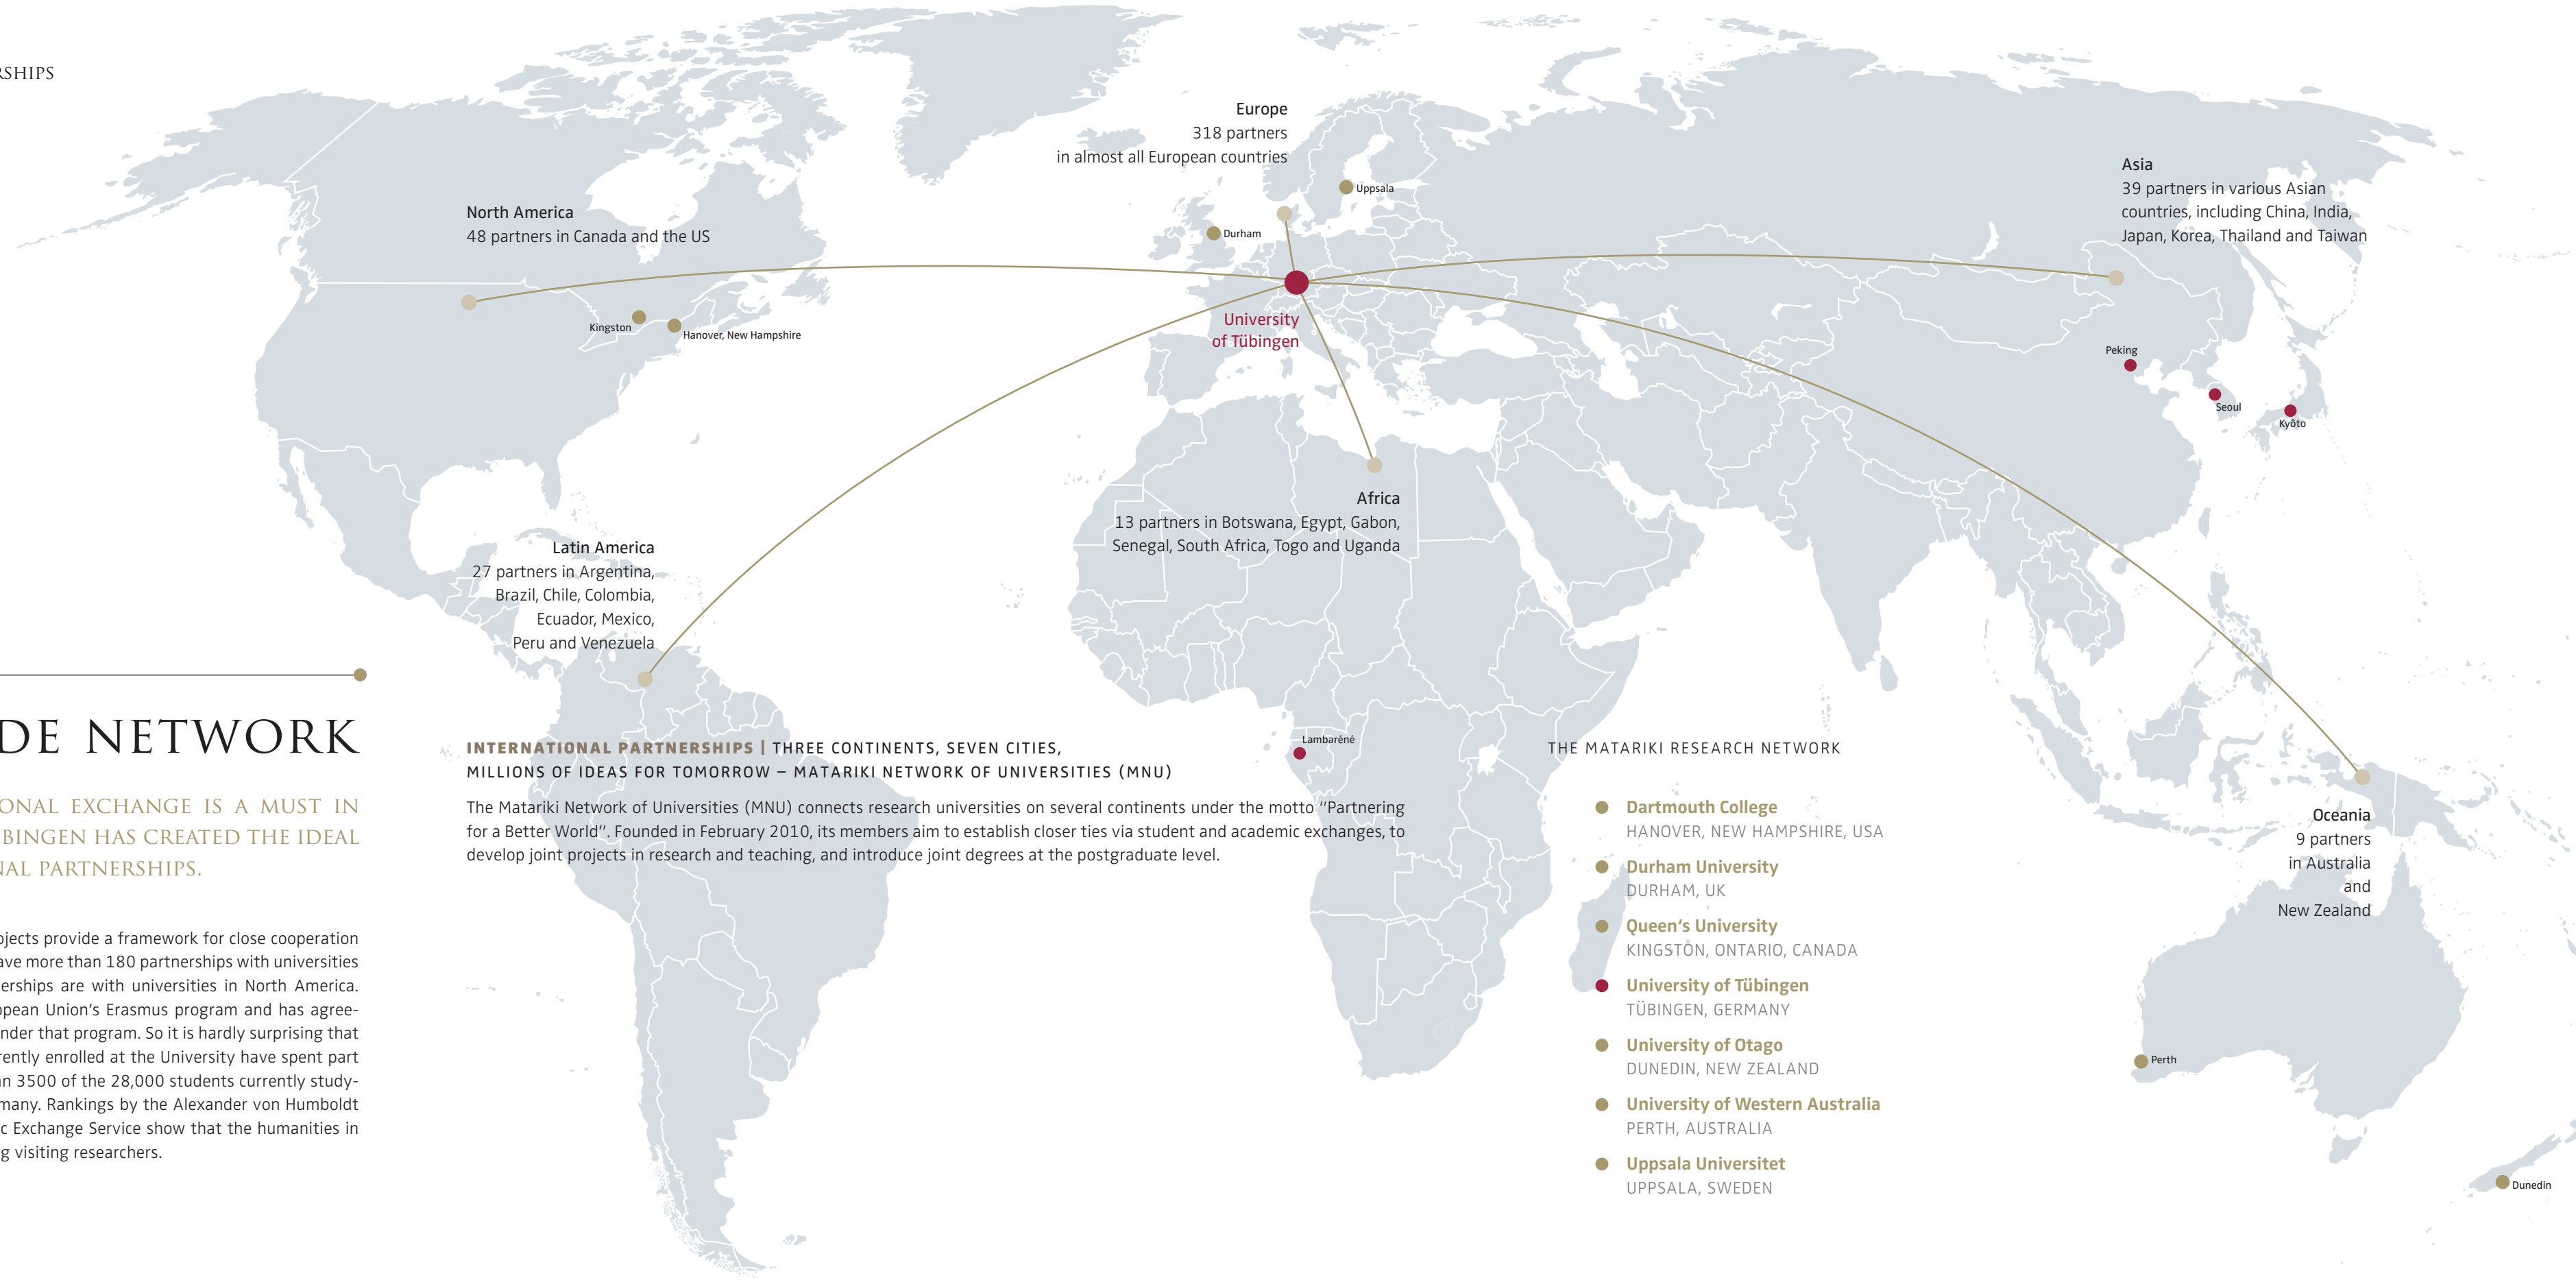 RSHIPS
DE NETWORK
IONAL EXCHANGE IS A MUST IN
BINGEN HAS CREATED THE IDEAL
NAL PARTNERSHIPS.
ojects provide a framework for close cooperation
ave more than 180 partnerships with universities
erships are with universities in North America.
opean Union’s Erasmus program and has agree-
nder that program. So it is hardly surprising that
rently enrolled at the University have spent part
an 3500 of the 28,000 students currently study-
many. Rankings by the Alexander von Humboldt
c Exchange Service show that the humanities in
g visiting researchers.
North America
48 partners in Canada and the US
Kingston
Hanover, New Hampshire
Latin America
27 partners in Argentina,
Brazil, Chile, Colombia,
Ecuador, Mexico,
Peru and Venezuela
Europe
318 partners
in almost all European countries
Uppsala
Durham
University
of Tübingen
Africa
13 partners in Botswana, Egypt, Gabon,
Senegal, South Africa, Togo and Uganda
Lambaréné
Asia
39 partners in various Asian
countries, including China, India,
Japan, Korea, Thailand and Taiwan
Peking
Seoul
Kyôto
Oceania
9 partners
in Australia
and
New Zealand
Perth
Dunedin
INTERNATIONAL PARTNERSHIPS | THREE CONTINENTS, SEVEN CITIES,
MILLIONS OF IDEAS FOR TOMORROW – MATARIKI NETWORK OF UNIVERSITIES (MNU)
The Matariki Network of Universities (MNU) connects research universities on several continents under the motto “Partnering
for a Better World”. Founded in February 2010, its members aim to establish closer ties via student and academic exchanges, to
develop joint projects in research and teaching, and introduce joint degrees at the postgraduate level.
THE MATARIKI RESEARCH NETWORK
Dartmouth College
HANOVER, NEW HAMPSHIRE, USA
Durham University
DURHAM, UK
Queen‘s University
KINGSTON, ONTARIO, CANADA
University of Tübingen
TÜBINGEN, GERMANY
University of Otago
DUNEDIN, NEW ZEALAND
University of Western Australia
PERTH, AUSTRALIA
Uppsala Universitet
UPPSALA, SWEDEN